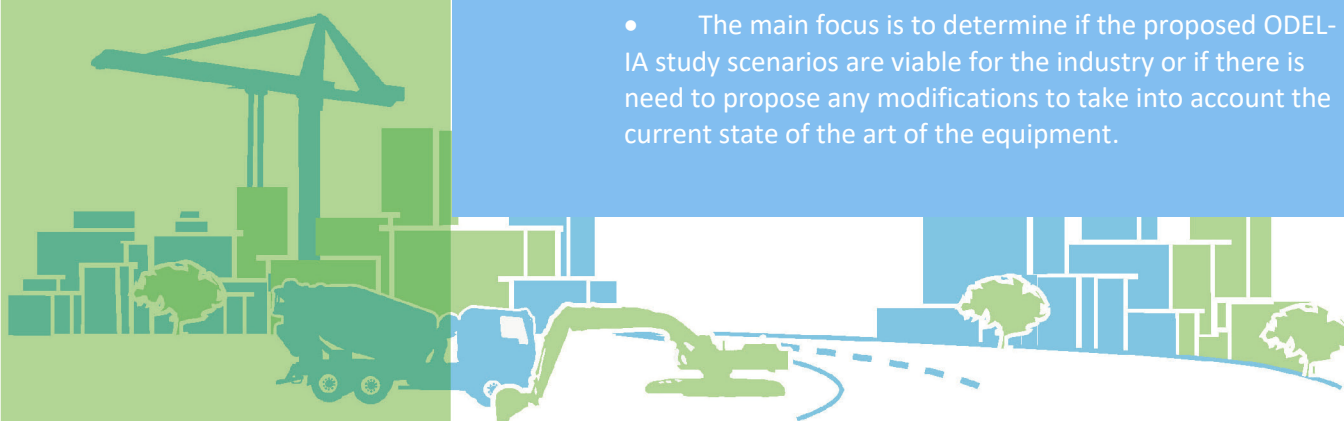 • The main focus is to determine if the proposed ODEL-
IA study scenarios are viable for the industry or if there is
need to propose any modifications to take into account the
current state of the art of the equipment.